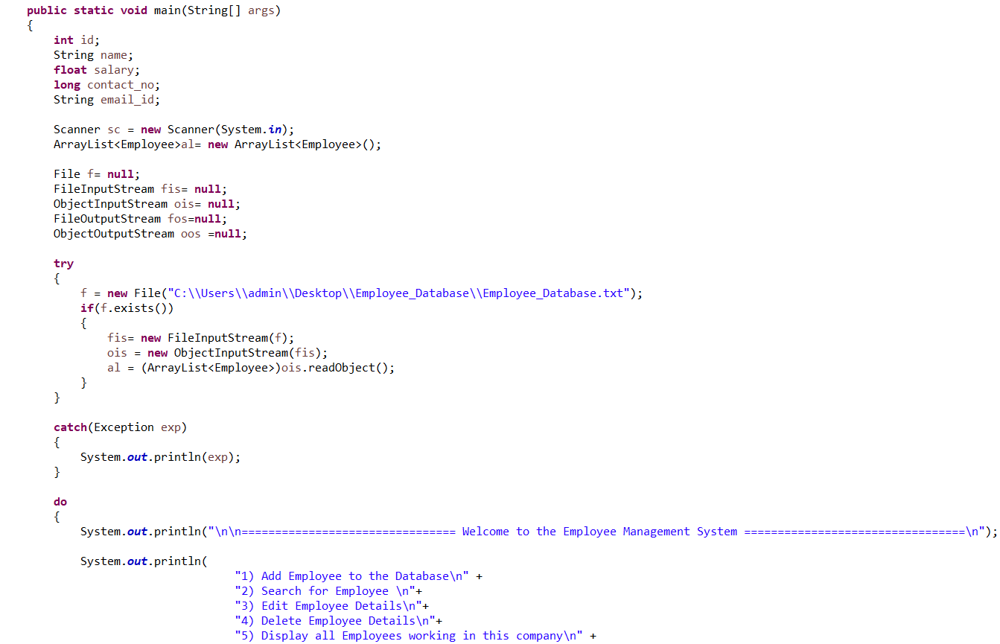 public static void main(String[] args)
{
    int id;
    String name;
    float salary;
    long contact_no;
    String email_id;

    Scanner sc = new Scanner(System.in);
    ArrayList<Employee>al= new ArrayList<Employee>();

    File f= null;
    FileInputStream fis= null;
    ObjectInputStream ois= null;
    FileOutputStream fos=null;
    ObjectOutputStream oos =null;

    try
    {
        f = new File("C:\\Users\\admin\\Desktop\\Employee_Database\\Employee_Database.txt");
        if(f.exists())
        {
            fis= new FileInputStream(f);
            ois = new ObjectInputStream(fis);
            al = (ArrayList<Employee>)ois.readObject();
        }
    }

    catch(Exception exp)
    {
        System.out.println(exp);
    }

    do
    {
        System.out.println("\n\n================================ Welcome to the Employee Management System =================================\n");

        System.out.println(
                               "1) Add Employee to the Database\n" +
                               "2) Search for Employee \n"+
                               "3) Edit Employee Details\n"+
                               "4) Delete Employee Details\n"+
                               "5) Display all Employees working in this company\n" +